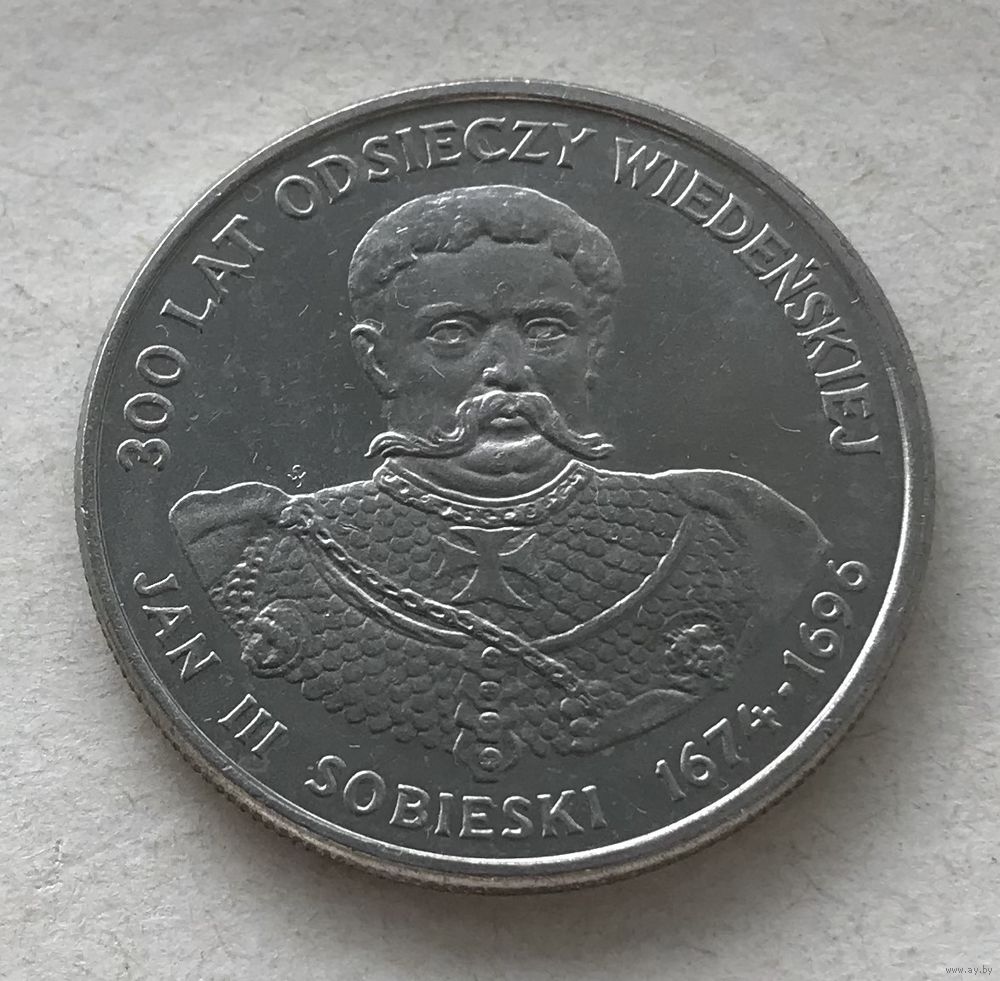 300 LAT ODSIECZY WIEDEŃSKIEJ
JAN III SOBIESKI 1674-1696
www.ay.by